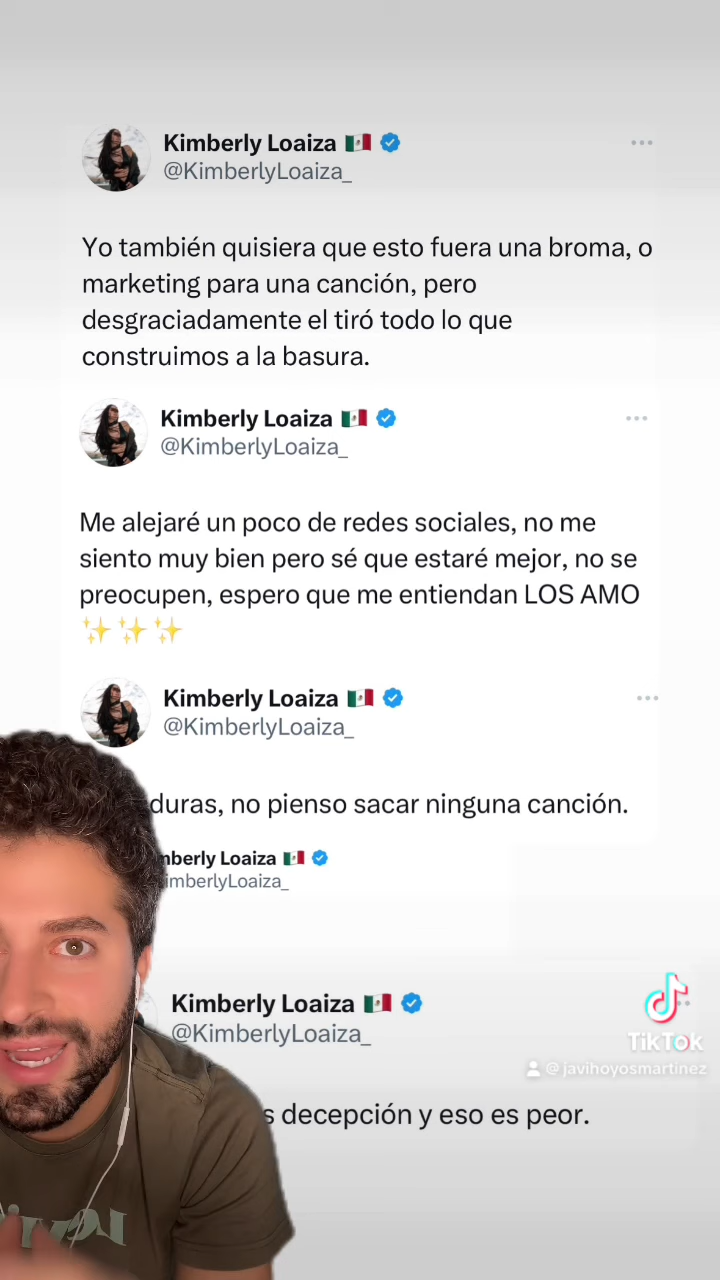 Kimberly Loaiza 🇲🇽
@KimberlyLoaiza_
Yo también quisiera que esto fuera una broma, o
marketing para una canción, pero
desgraciadamente el tiró todo lo que
construimos a la basura.
Kimberly Loaiza 🇲🇽
@KimberlyLoaiza_
Me alejaré un poco de redes sociales, no me
siento muy bien pero sé que estaré mejor, no se
preocupen, espero que me entiendan LOS AMO
✨✨✨
Kimberly Loaiza 🇲🇽
@KimberlyLoaiza_
duras, no pienso sacar ninguna canción.
mberly Loaiza 🇲🇽
imberlyLoaiza_
Kimberly Loaiza 🇲🇽
@KimberlyLoaiza_
s decepción y eso es peor.
TikTok
@javihoyosmartinez